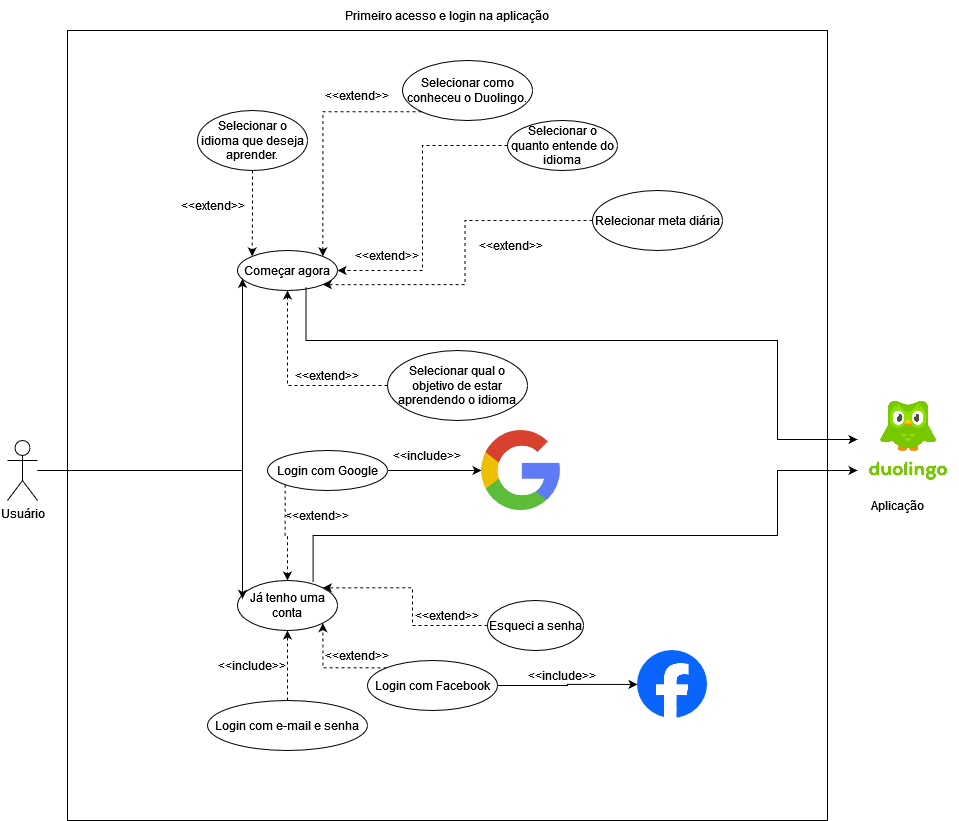 Primeiro acesso e login na aplicação
Selecionar como
conheceu o Duolingo.
<<extend>>
Selecionar o
idioma que deseja
aprender.
Selecionar o
quanto entende do
idioma
<<extend>>
Relecionar meta diária
<<extend>>
<<extend>>
Começar agora
<<extend>>
Selecionar qual o
objetivo de estar
aprendendo o idioma
<<include>>
Login com Google
duolingo
Usuário
<<extend>>
Aplicação
Já tenho uma
conta
<<extend>>
Esqueci a senha
<<extend>>
<<include>>
Login com Facebook
<<include>>
Login com e-mail e senha